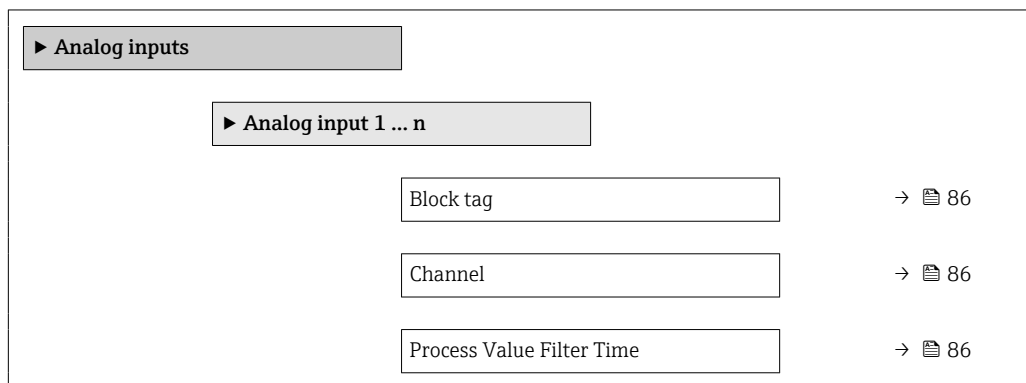 ▶ Analog inputs
▶ Analog input 1 … n
Block tag → 86
Channel → 86
Process Value Filter Time → 86